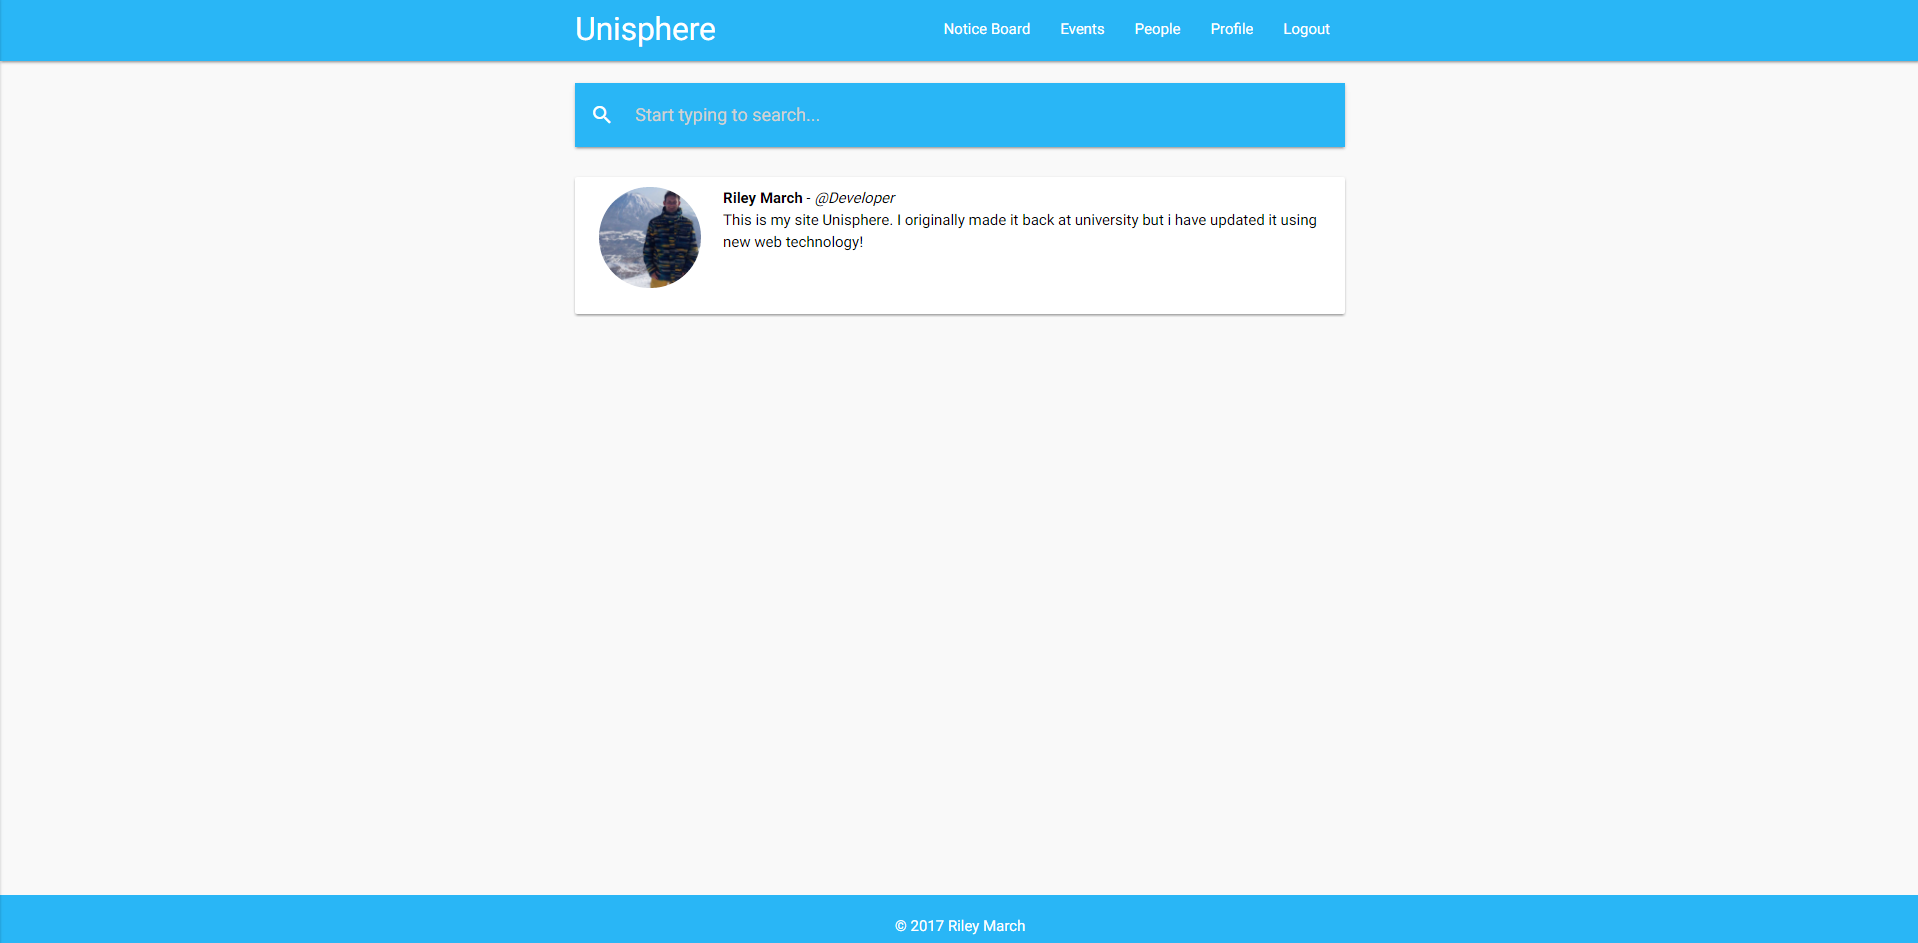 Unisphere
Notice Board Events People Profile Logout
Start typing to search...
Riley March - @Developer
This is my site Unisphere. I originally made it back at university but i have updated it using
new web technology!
© 2017 Riley March